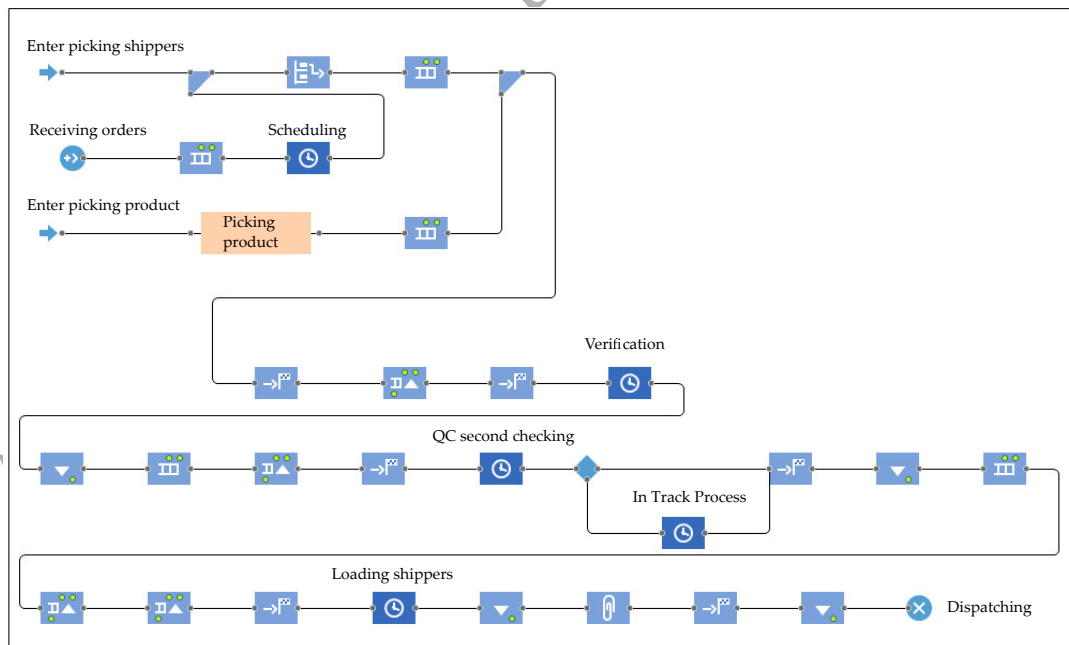 Enter picking shippers
Receiving orders
Scheduling
Enter picking product
Picking
product
Verification
QC second checking
In Track Process
Loading shippers
Dispatching